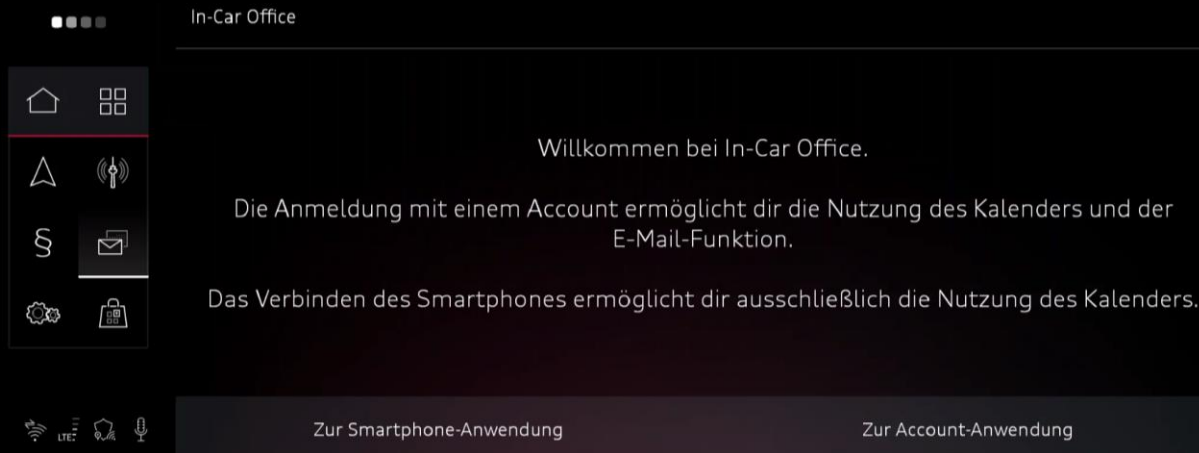 In-Car Office
Willkommen bei In-Car Office.
Die Anmeldung mit einem Account ermöglicht dir die Nutzung des Kalenders und der
E-Mail-Funktion.
§
Das Verbinden des Smartphones ermöglicht dir ausschließlich die Nutzung des Kalenders.
LTE
Zur Smartphone-Anwendung
Zur Account-Anwendung